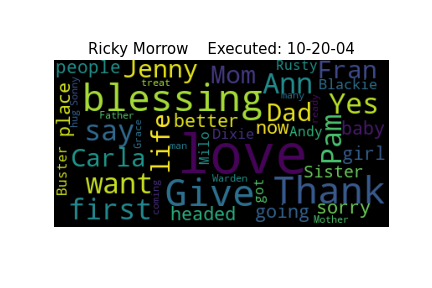 Ricky Morrow    Executed: 10-20-04
people Jenny Mom Rusty Fran
treat Ann Blackie
hug Sonny blessing many Yes
place Father better Dad ready
say Grace now Andy baby
life Milo Dixie Pam girl
Carla man love
Buster want coming Give Warden got Sister Thank
first headed going sorry
Mother